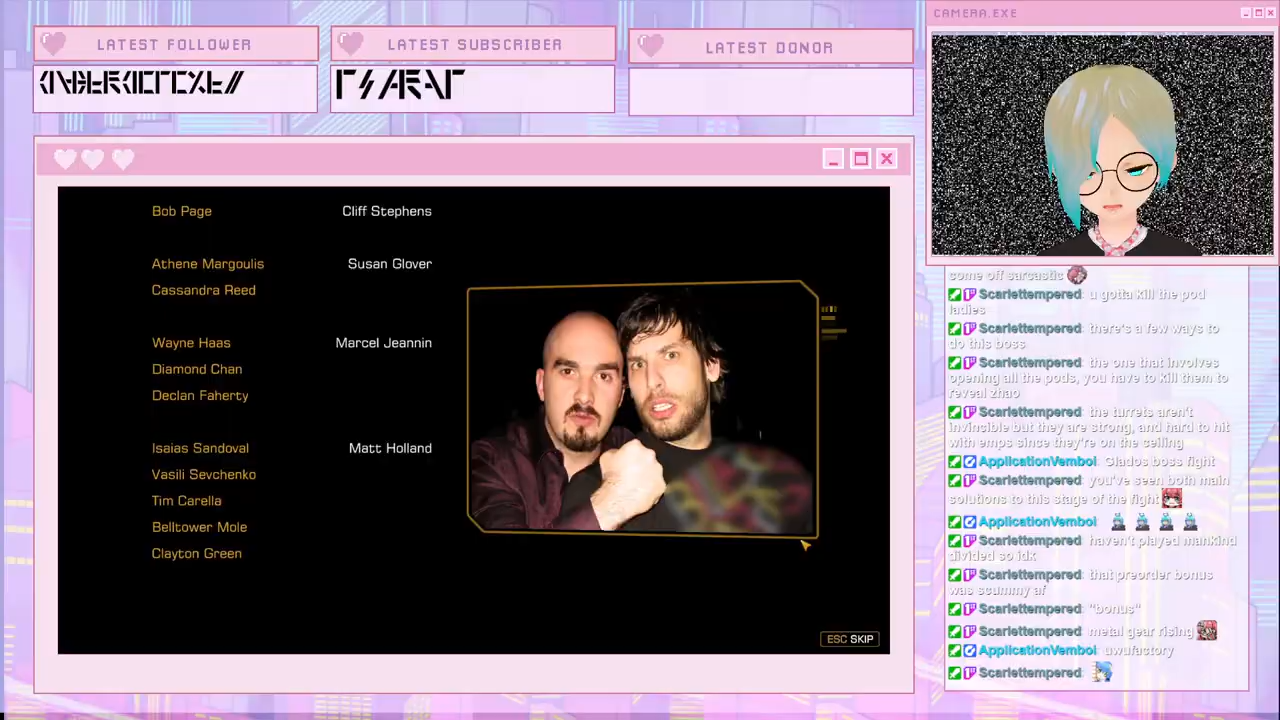 LATEST FOLLOWER
LATEST SUBSCRIBER
LATEST DONOR
CAMERA.EXE
Bob Page Cliff Stephens
Athene Margoulis Susan Glover
Cassandra Reed
Wayne Haas Marcel Jeannin
Diamond Chan
Declan Faherty
Isaias Sandoval Matt Holland
Vasili Sevchenko
Tim Carella
Belltower Mole
Clayton Green
ESC SKIP
come off sarcastic
Scarlettempered: u gotta kill the pod
ladies
Scarlettempered: there's a few ways to
do this boss
Scarlettempered: the one that involves
opening all the pods, you have to kill them to
reveal zhao
Scarlettempered: the turrets aren't
invincible but they are strong, and hard to hit
with emps since they're on the ceiling
ApplicationVemboi: Glados boss fight
Scarlettempered: you've seen both main
solutions to this stage of the fight
ApplicationVemboi:
Scarlettempered: haven't played mankind
divided so idk
Scarlettempered: that preorder bonus
was scummy af
Scarlettempered: "bonus"
Scarlettempered: metal gear rising
ApplicationVemboi: uwufactory
Scarlettempered: